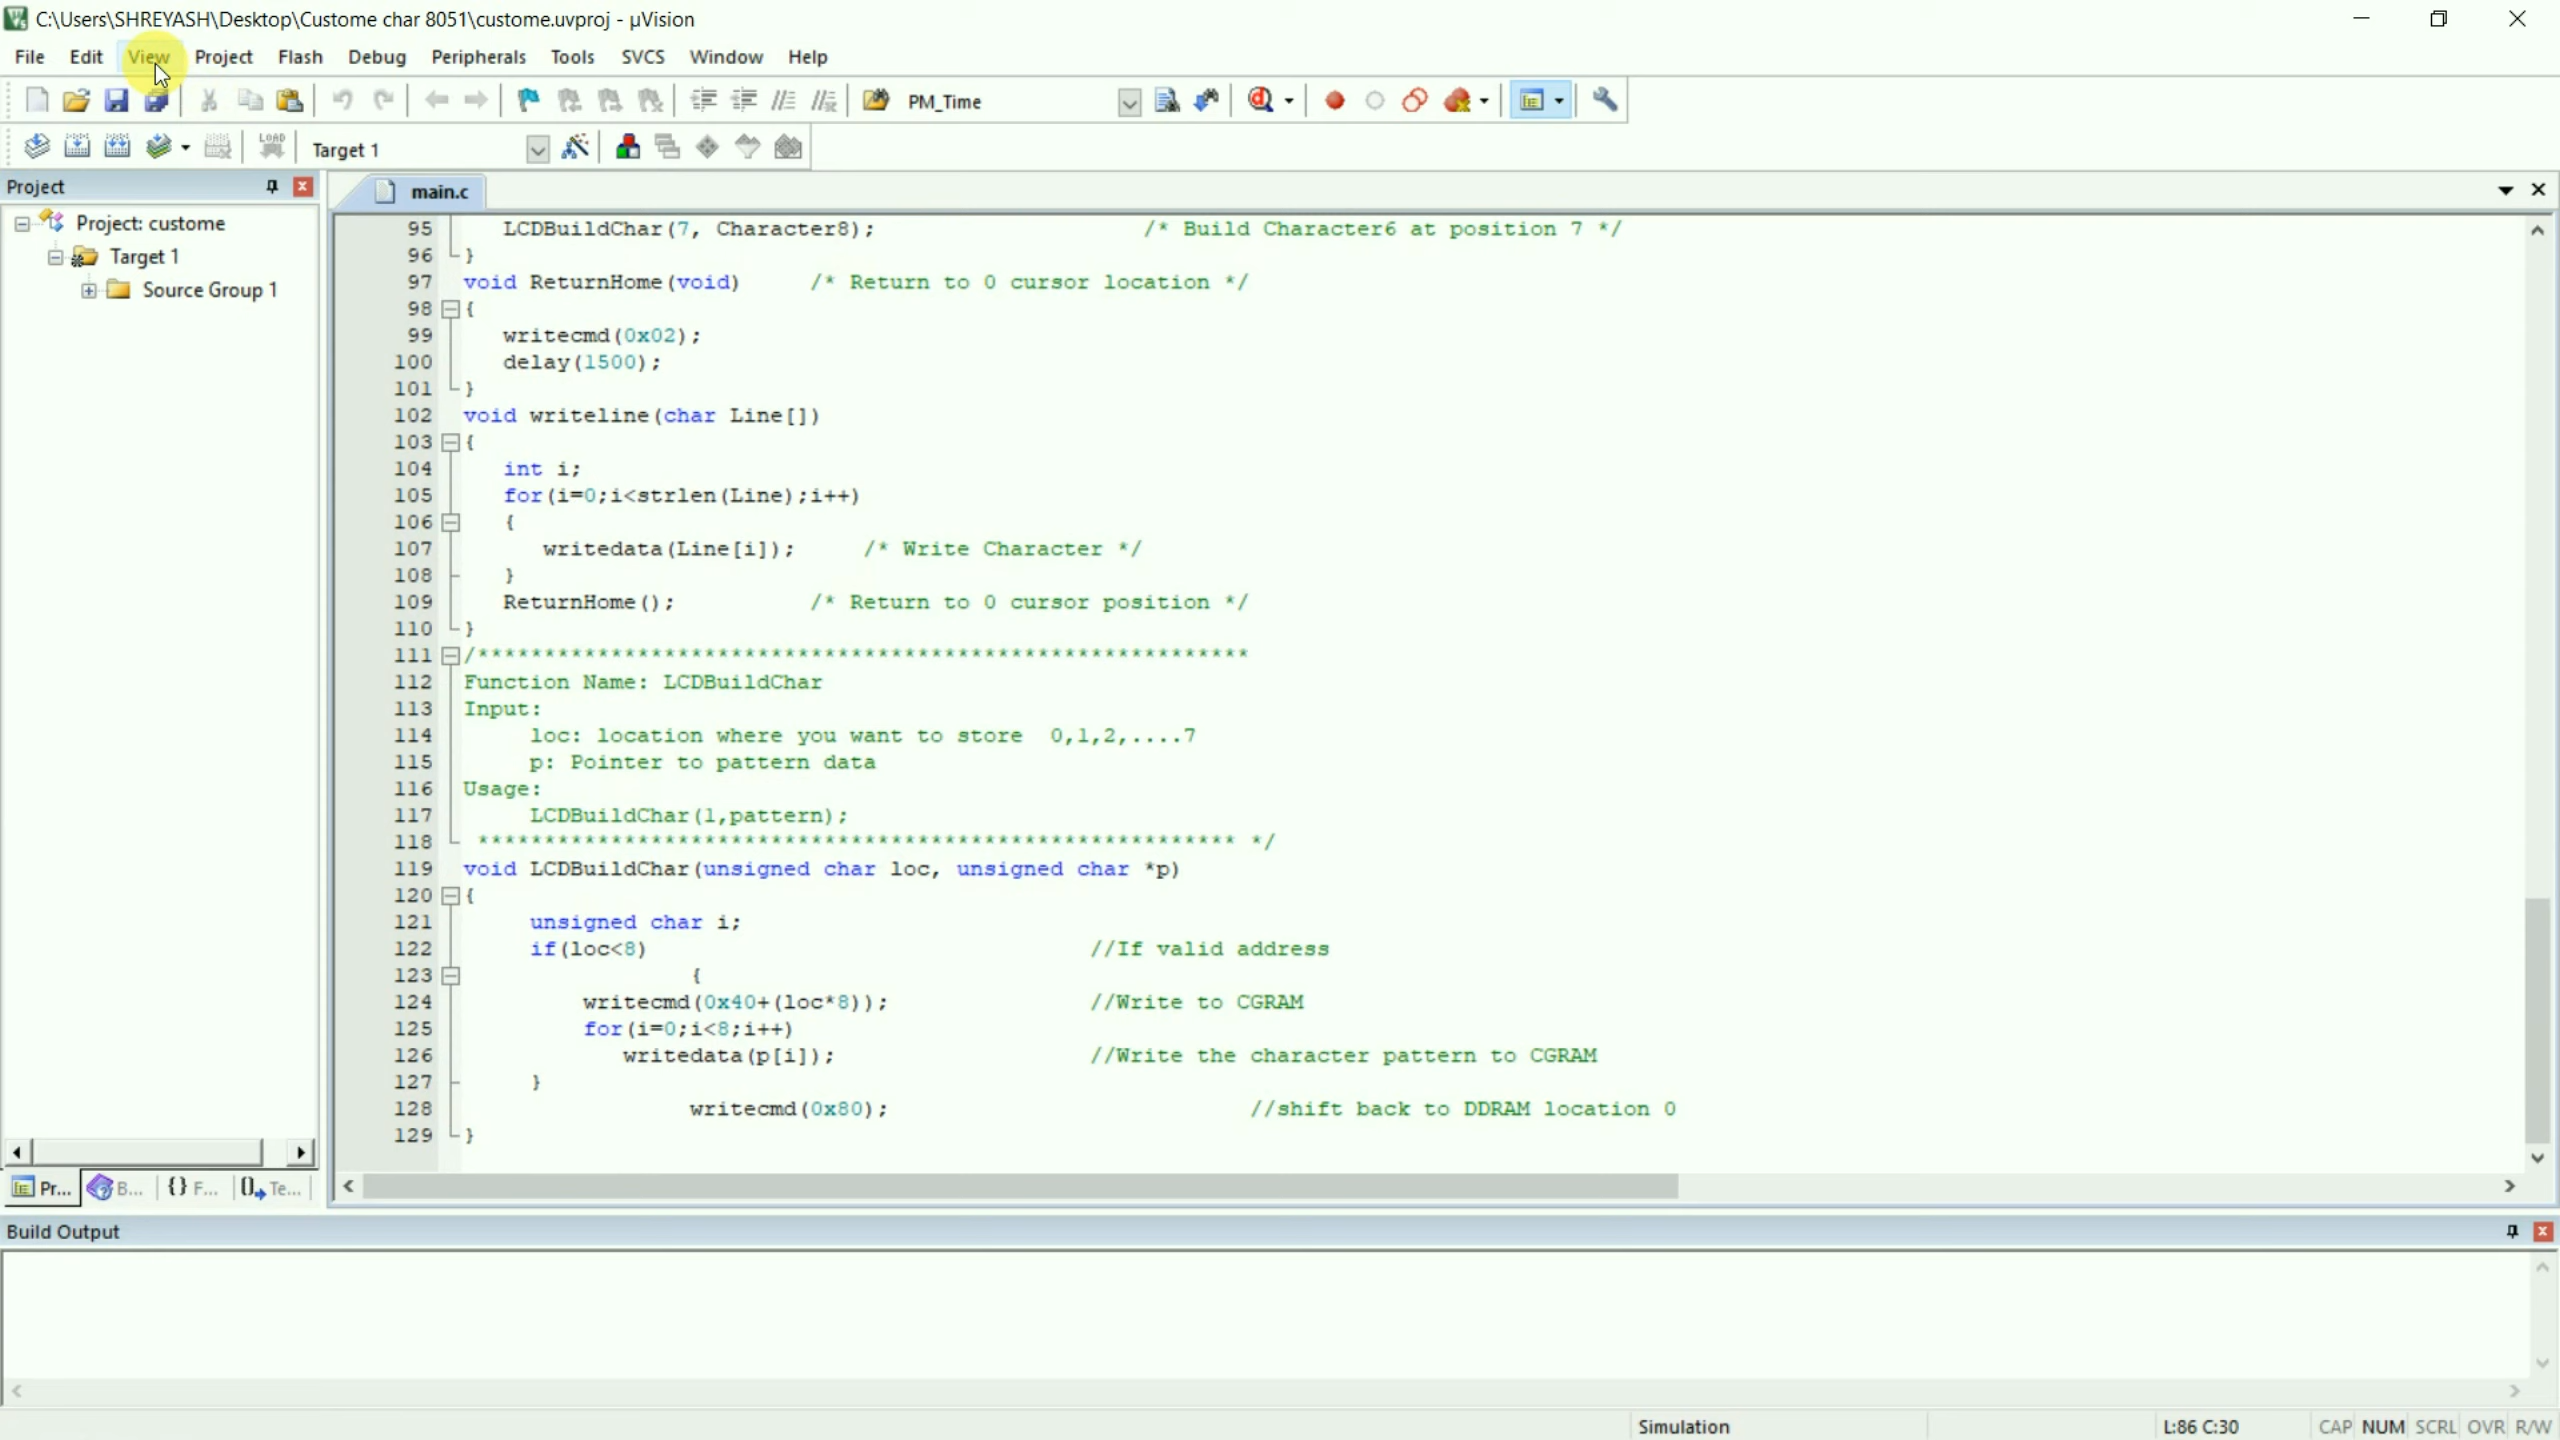 C:\Users\SHREYASH\Desktop\Custome char 8051\custome.uvproj - µVision
File Edit View Project Flash Debug Peripherals Tools SVCS Window Help
PM_Time
LOAD Target 1
Project
main.c
Project: custome
Target 1
Source Group 1
95 LCDBuildChar(7, Character8); /* Build Character6 at position 7 */
96 }
97 void ReturnHome(void) /* Return to 0 cursor location */
98 {
99 writecmd(0x02);
100 delay(1500);
101 }
102 void writeline(char Line[])
103 {
104 int i;
105 for(i=0;i<strlen(Line);i++)
106 {
107 writedata(Line[i]); /* Write Character */
108 }
109 ReturnHome(); /* Return to 0 cursor position */
110 }
111 /**********************************************************
112 Function Name: LCDBuildChar
113 Input:
114 loc: location where you want to store 0,1,2,....7
115 p: Pointer to pattern data
116 Usage:
117 LCDBuildChar(1,pattern);
118 ********************************************************* */
119 void LCDBuildChar(unsigned char loc, unsigned char *p)
120 {
121 unsigned char i;
122 if(loc<8) //If valid address
123 {
124 writecmd(0x40+(loc*8)); //Write to CGRAM
125 for(i=0;i<8;i++)
126 writedata(p[i]); //Write the character pattern to CGRAM
127 }
128 writecmd(0x80); //shift back to DDRAM location 0
129 }
Pr... B... {} F... 0 Te...
Build Output
Simulation L:86 C:30 CAP NUM SCRL OVR R/W